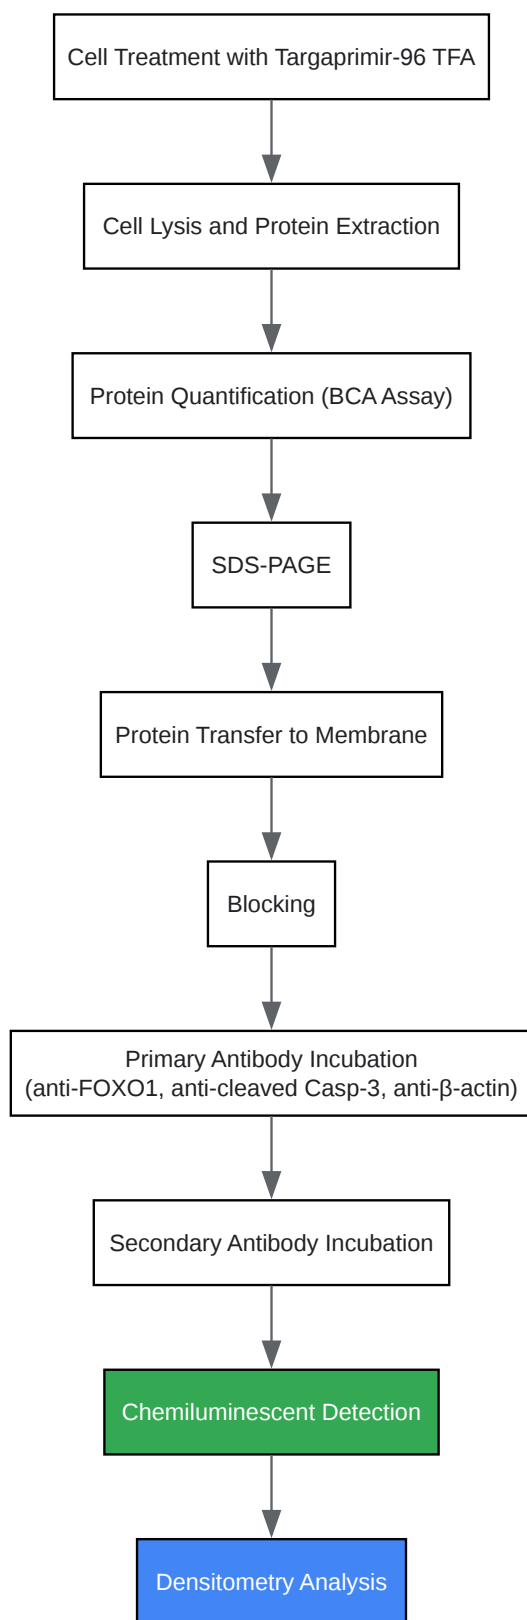 Cell Treatment with Targaprimir-96 TFA
Cell Lysis and Protein Extraction
Protein Quantification (BCA Assay)
SDS-PAGE
Protein Transfer to Membrane
Blocking
Primary Antibody Incubation
(anti-FOXO1, anti-cleaved Casp-3, anti-β-actin)
Secondary Antibody Incubation
Chemiluminescent Detection
Densitometry Analysis